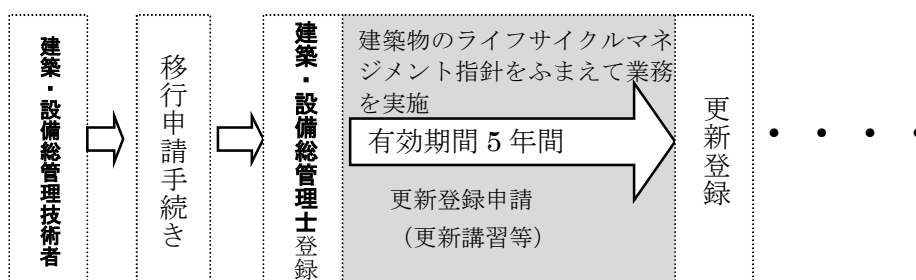 建築・設備総管理技術者
移行申請手続き
建築・設備総管理士登録
建築物のライフサイクルマネ
ジメント指針をふまえて業務
を実施
有効期間 5 年間
更新登録申請
（更新講習等）
更新登録
・・・・